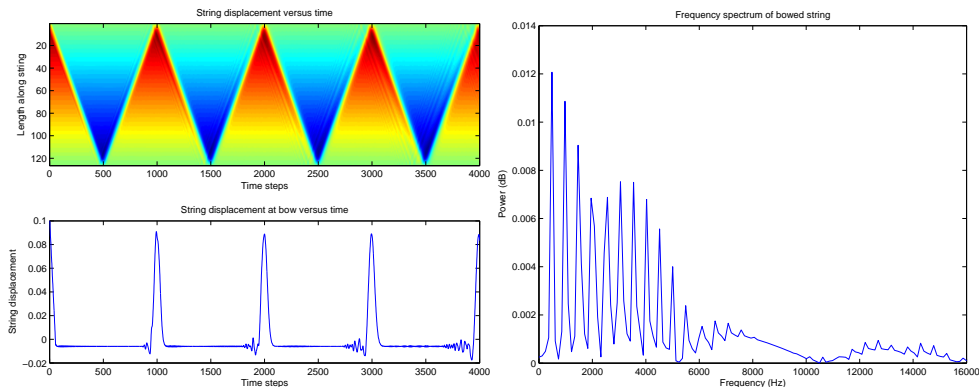 String displacement versus time
Length along string
20
40
60
80
100
120
0 500 1000 1500 2000 2500 3000 3500 4000
Time steps
String displacement at bow versus time
String displacement
0.1
0.08
0.06
0.04
0.02
0
−0.02
0 500 1000 1500 2000 2500 3000 3500 4000
Time steps
Frequency spectrum of bowed string
Power (dB)
0.014
0.012
0.01
0.008
0.006
0.004
0.002
0
0 2000 4000 6000 8000 10000 12000 14000 16000
Frequency (Hz)